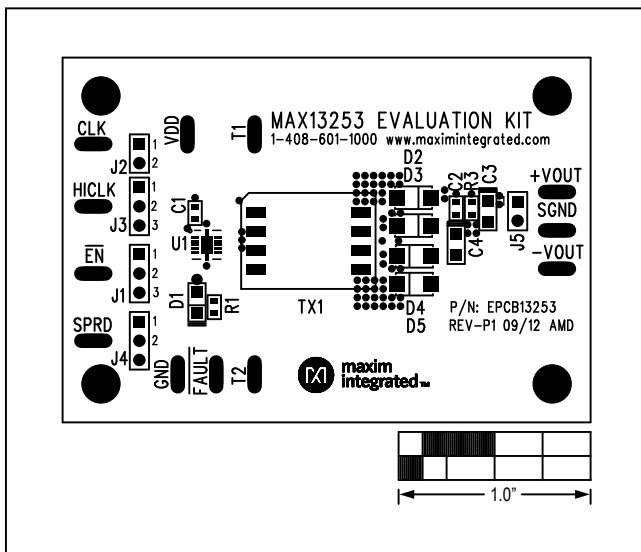 MAX13253 EVALUATION KIT
1-408-601-1000 www.maximintegrated.com
CLK
VDD
T1
J2
1
2
HICLK
J3
1
2
3
C1
U1
EN
J1
1
2
3
D1
R1
SPRD
J4
1
2
GND
FAULT
T2
TX1
D2
D3
D4
D5
C2
R3
C3
C4
J5
+VOUT
SGND
-VOUT
P/N: EPCB13253
REV-P1 09/12 AMD
maxim
integrated™
1.0"